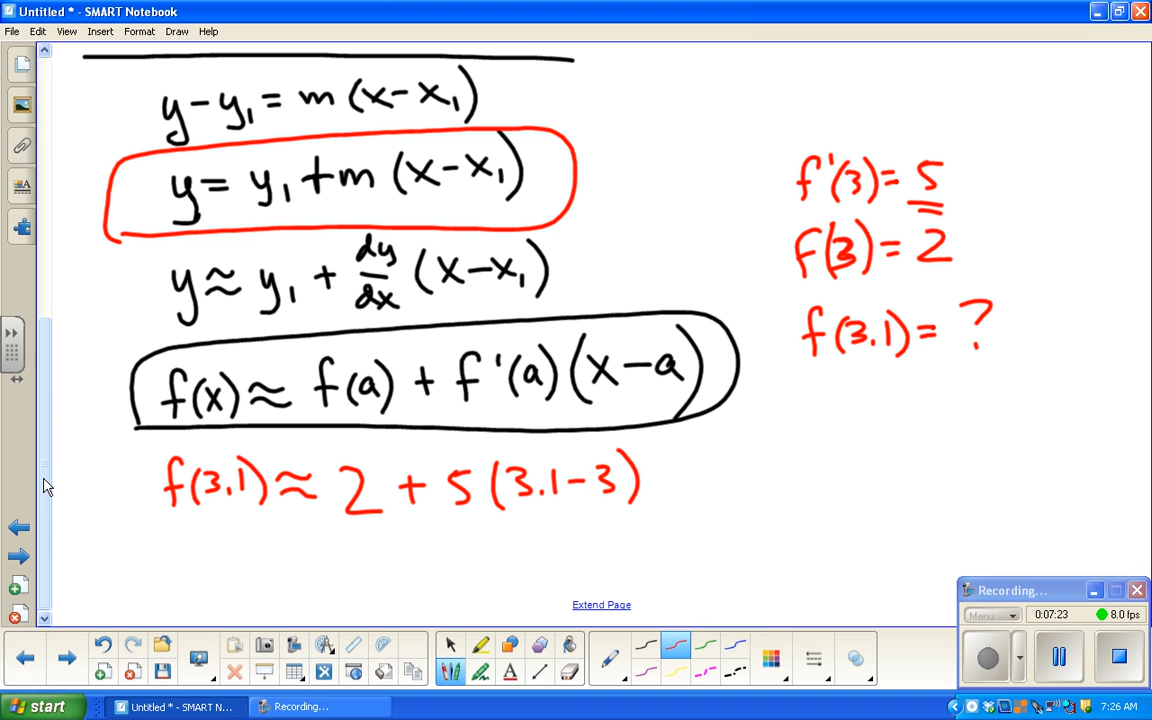 Untitled * - SMART Notebook
File Edit View Insert Format Draw Help
y - y₁ = m (x - x₁)
y = y₁ + m (x - x₁)
y ≈ y₁ + dy/dx (x - x₁)
f(x) ≈ f(a) + f'(a) (x - a)
f(3.1) ≈ 2 + 5 (3.1 - 3)
f'(3) = 5
f(3) = 2
f(3.1) = ?
Extend Page
Recording...
Menu
0:07:23
8.0 fps
start
Untitled * - SMART N...
Recording...
7:26 AM